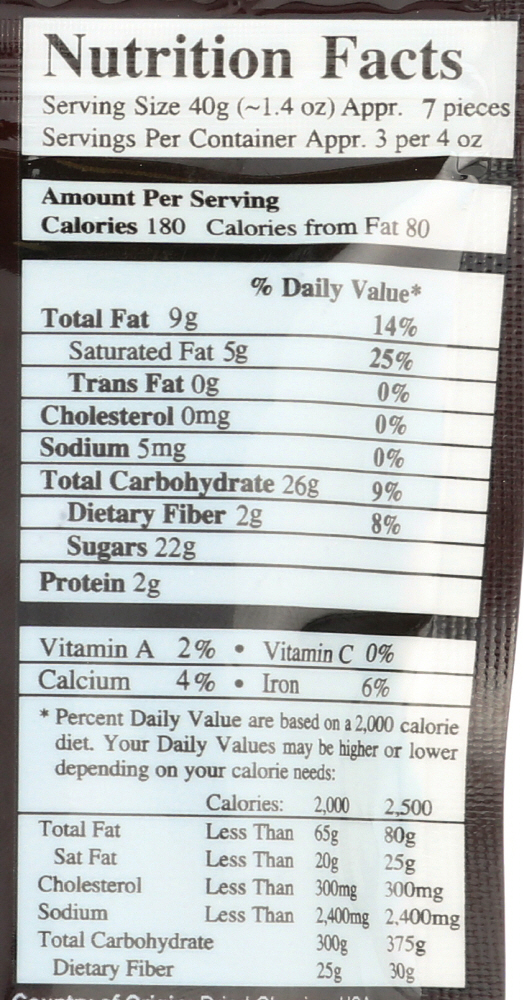 Nutrition Facts
Serving Size 40g (~1.4 oz) Appr. 7 pieces
Servings Per Container Appr. 3 per 4 oz
Amount Per Serving
Calories 180 Calories from Fat 80
% Daily Value*
Total Fat 9g 14%
Saturated Fat 5g 25%
Trans Fat 0g 0%
Cholesterol 0mg 0%
Sodium 5mg 0%
Total Carbohydrate 26g 9%
Dietary Fiber 2g 8%
Sugars 22g
Protein 2g
Vitamin A 2% • Vitamin C 0%
Calcium 4% • Iron 6%
* Percent Daily Value are based on a 2,000 calorie
diet. Your Daily Values may be higher or lower
depending on your calorie needs:
Calories: 2,000 2,500
Total Fat Less Than 65g 80g
Sat Fat Less Than 20g 25g
Cholesterol Less Than 300mg 300mg
Sodium Less Than 2,400mg 2,400mg
Total Carbohydrate 300g 375g
Dietary Fiber 25g 30g